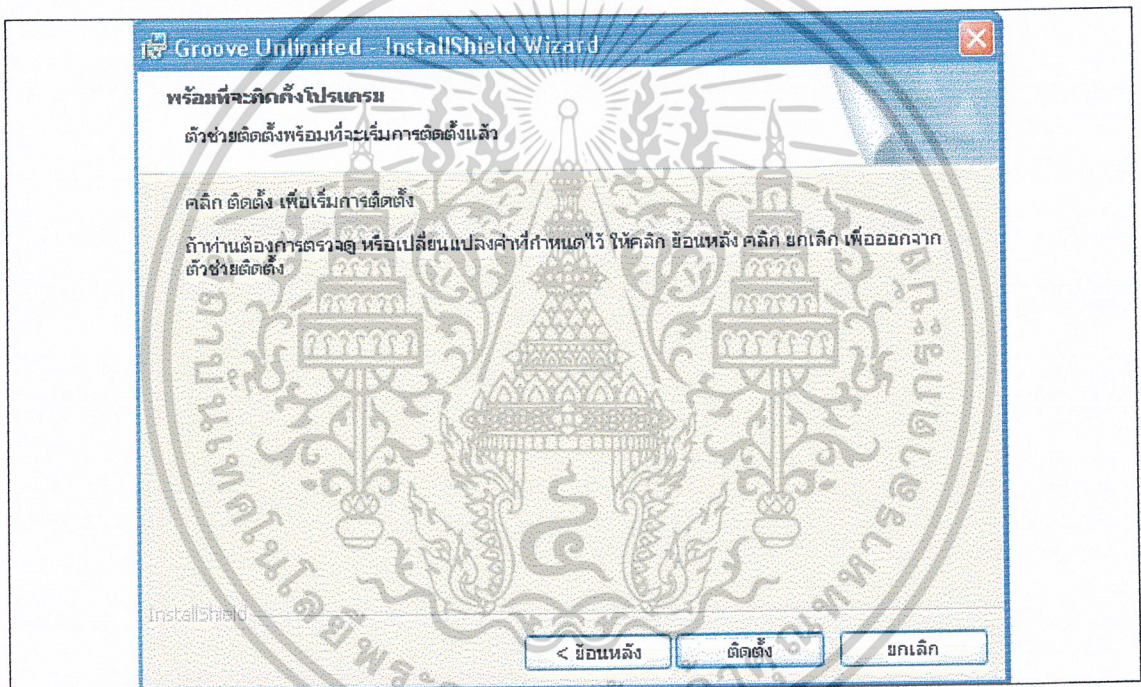 Groove Unlimited - InstallShield Wizard
พร้อมที่จะติดตั้งโปรแกรม
ตัวช่วยติดตั้งพร้อมที่จะเริ่มการติดตั้งแล้ว
คลิก ติดตั้ง เพื่อเริ่มการติดตั้ง
ถ้าท่านต้องการตรวจดู หรือเปลี่ยนแปลงค่าที่กำหนดไว้ ให้คลิก ย้อนหลัง คลิก ยกเลิก เพื่อออกจาก
ตัวช่วยติดตั้ง
InstallShield
< ย้อนหลัง
ติดตั้ง
ยกเลิก